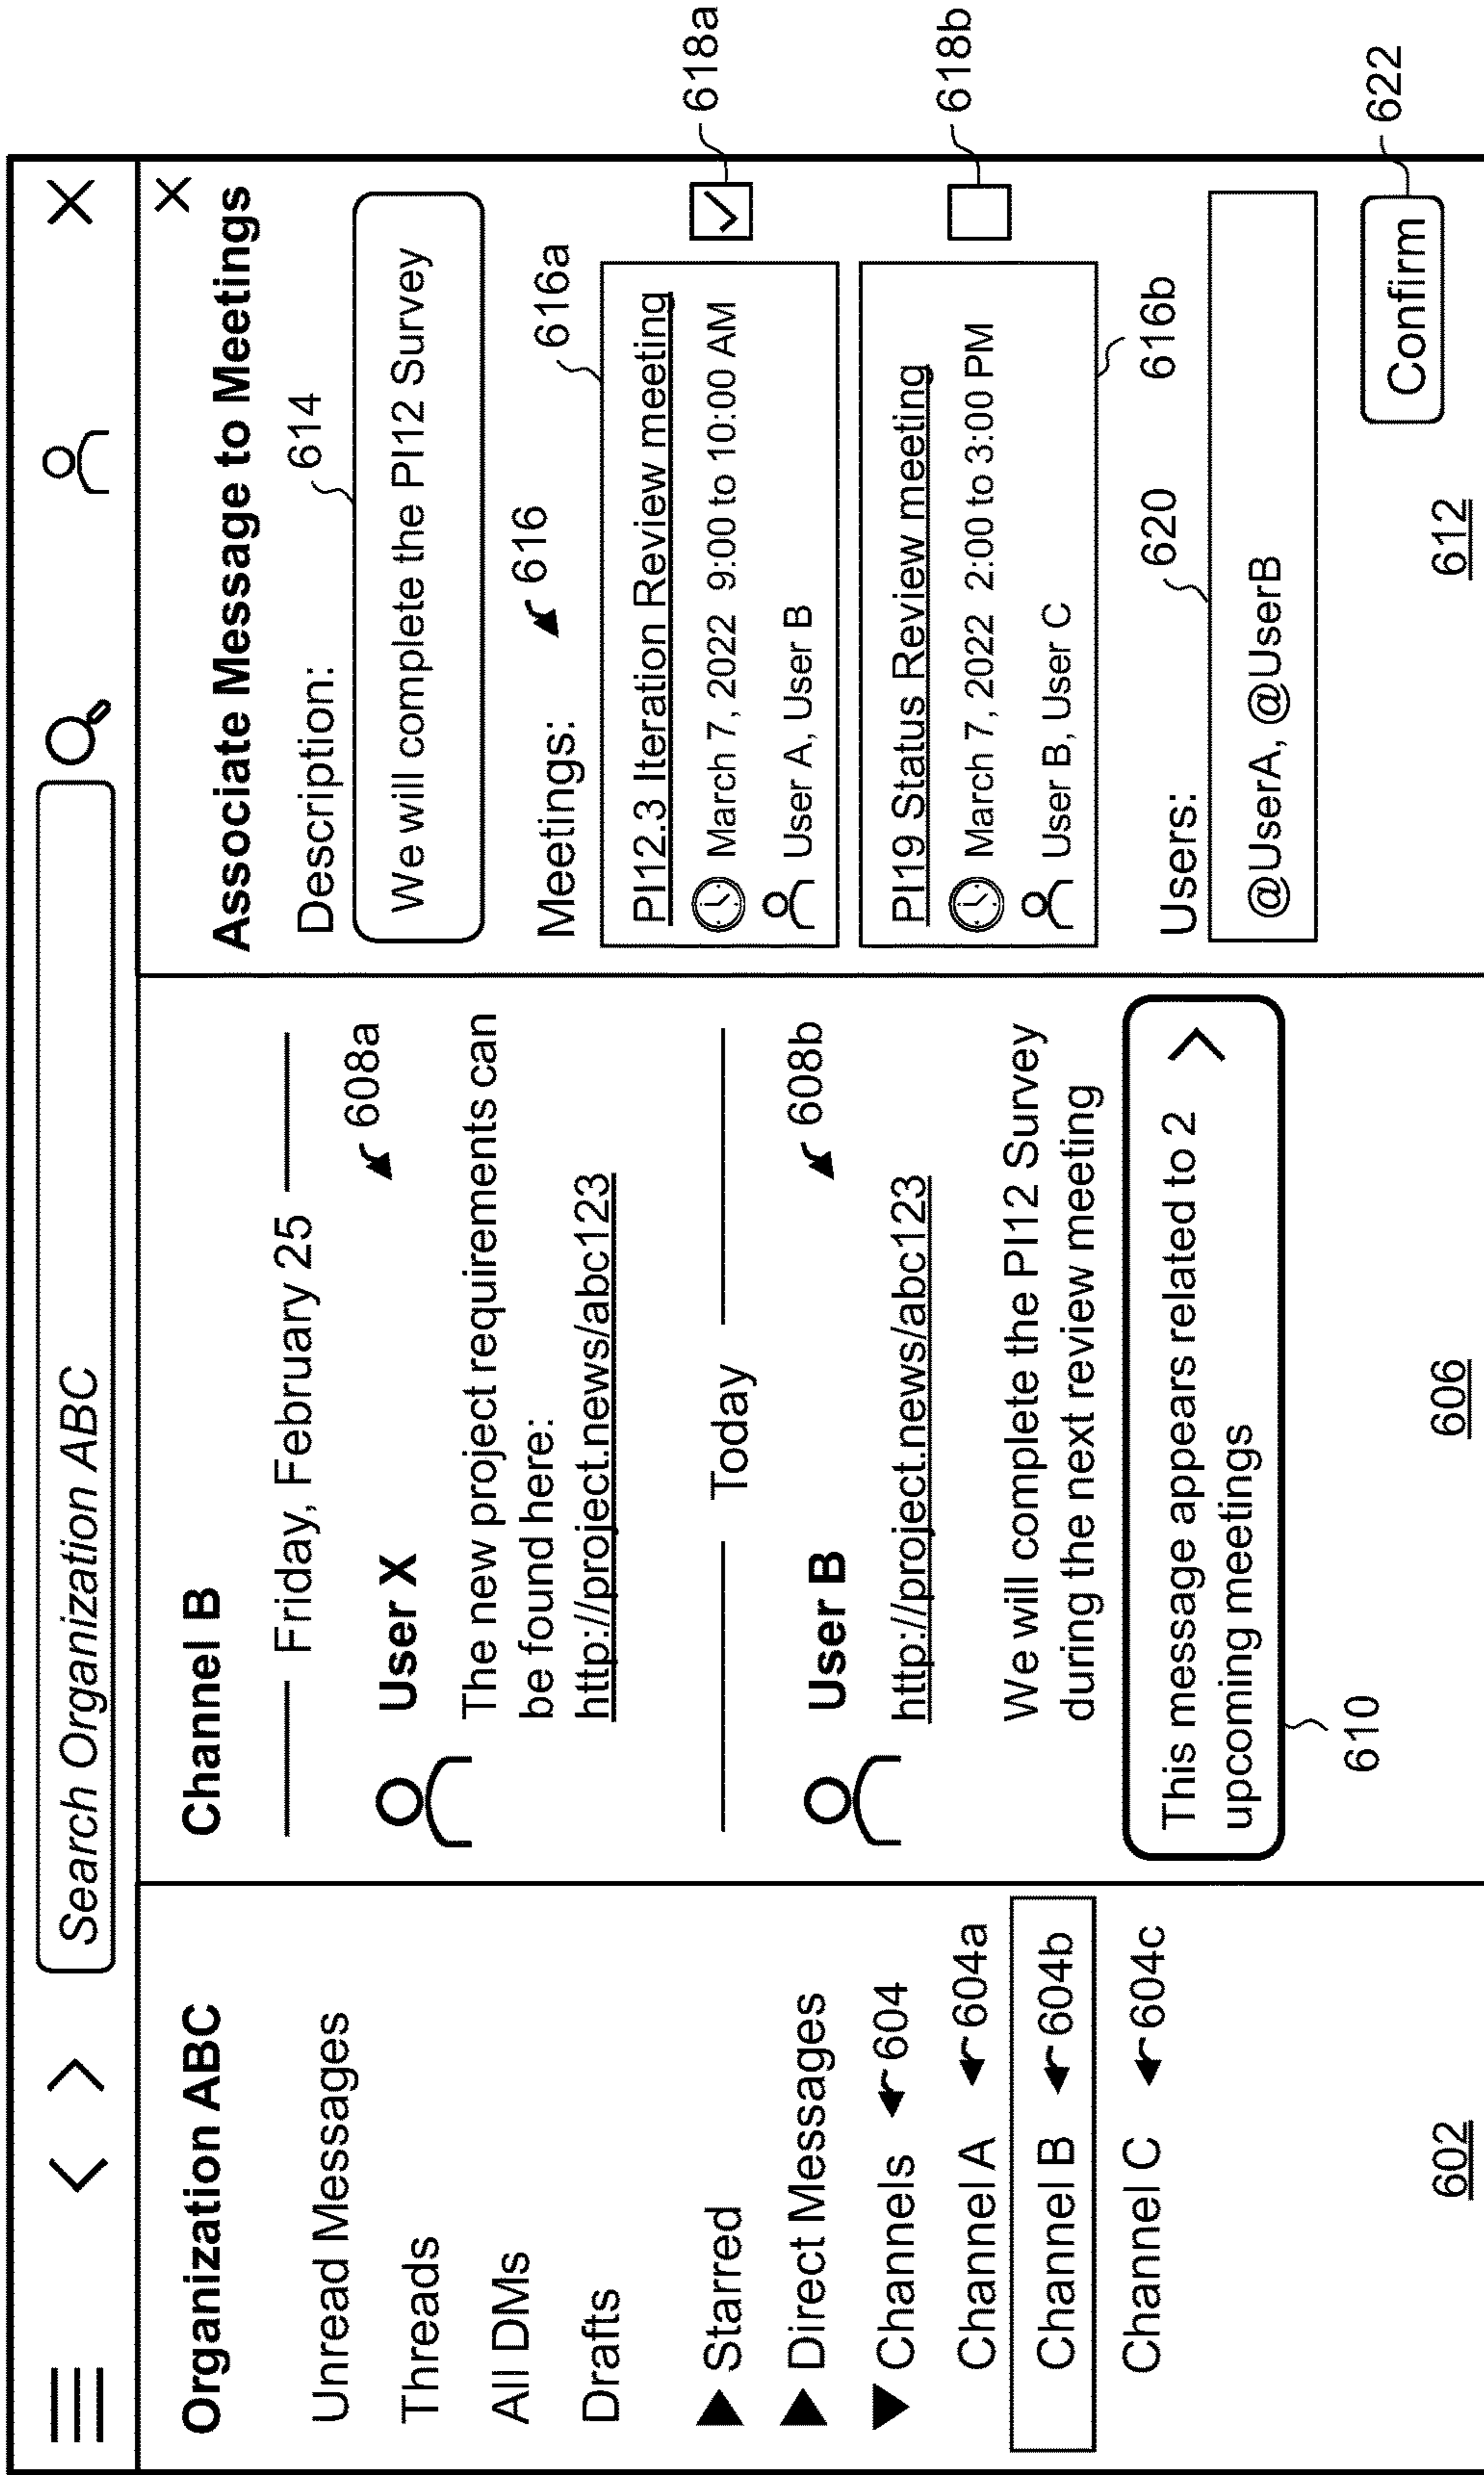 Search Organization ABC
Organization ABC
Unread Messages
Threads
All DMs
Drafts
Starred
Direct Messages
Channels 604
Channel A 604a
Channel B 604b
Channel C 604c
602
Channel B
Friday, February 25
User X 608a
The new project requirements can
be found here:
http://project.news/abc123
Today
User B 608b
http://project.news/abc123
We will complete the PI12 Survey
during the next review meeting
This message appears related to 2
upcoming meetings
610
606
Associate Message to Meetings
Description: 614
We will complete the PI12 Survey
Meetings: 616
616a
PI12.3 Iteration Review meeting
March 7, 2022 9:00 to 10:00 AM
User A, User B
618a
PI19 Status Review meeting
March 7, 2022 2:00 to 3:00 PM
User B, User C
618b
616b
Users: 620
@UserA, @UserB
Confirm
622
612